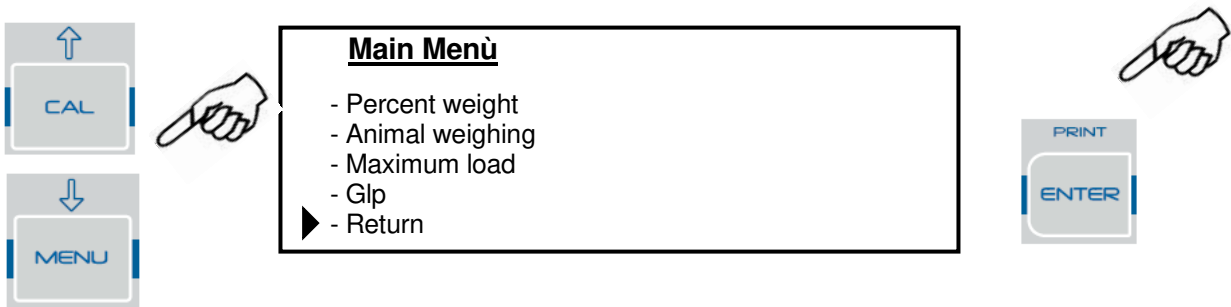 CAL
MENU
Main Menù
- Percent weight
- Animal weighing
- Maximum load
- Glp
- Return
PRINT
ENTER